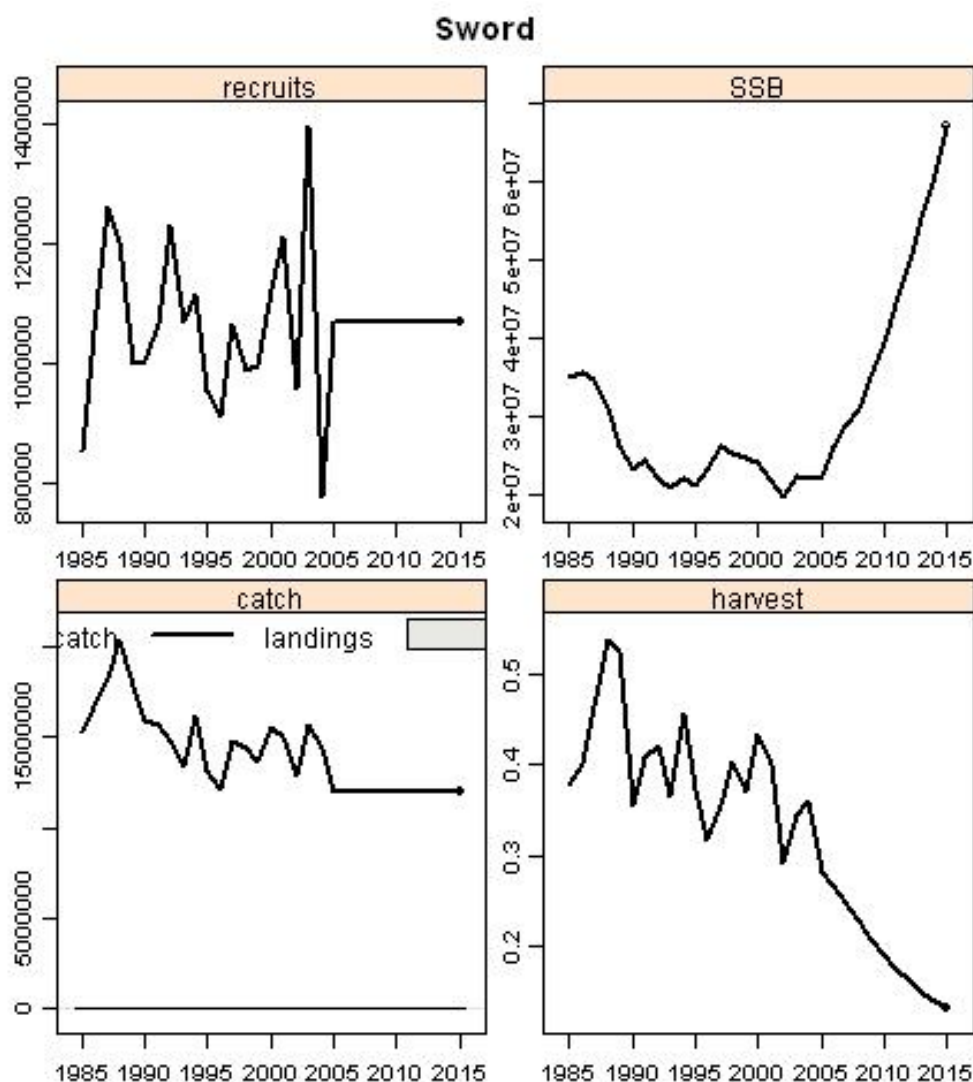 Sword
recruits
800000 1000000 1200000 1400000
1985 1990 1995 2000 2005 2010 2015
SSB
2e+07 3e+07 4e+07 5e+07 6e+07
1985 1990 1995 2000 2005 2010 2015
catch
catch landings
0 5000000 15000000
1985 1990 1995 2000 2005 2010 2015
harvest
0.2 0.3 0.4 0.5
1985 1990 1995 2000 2005 2010 2015